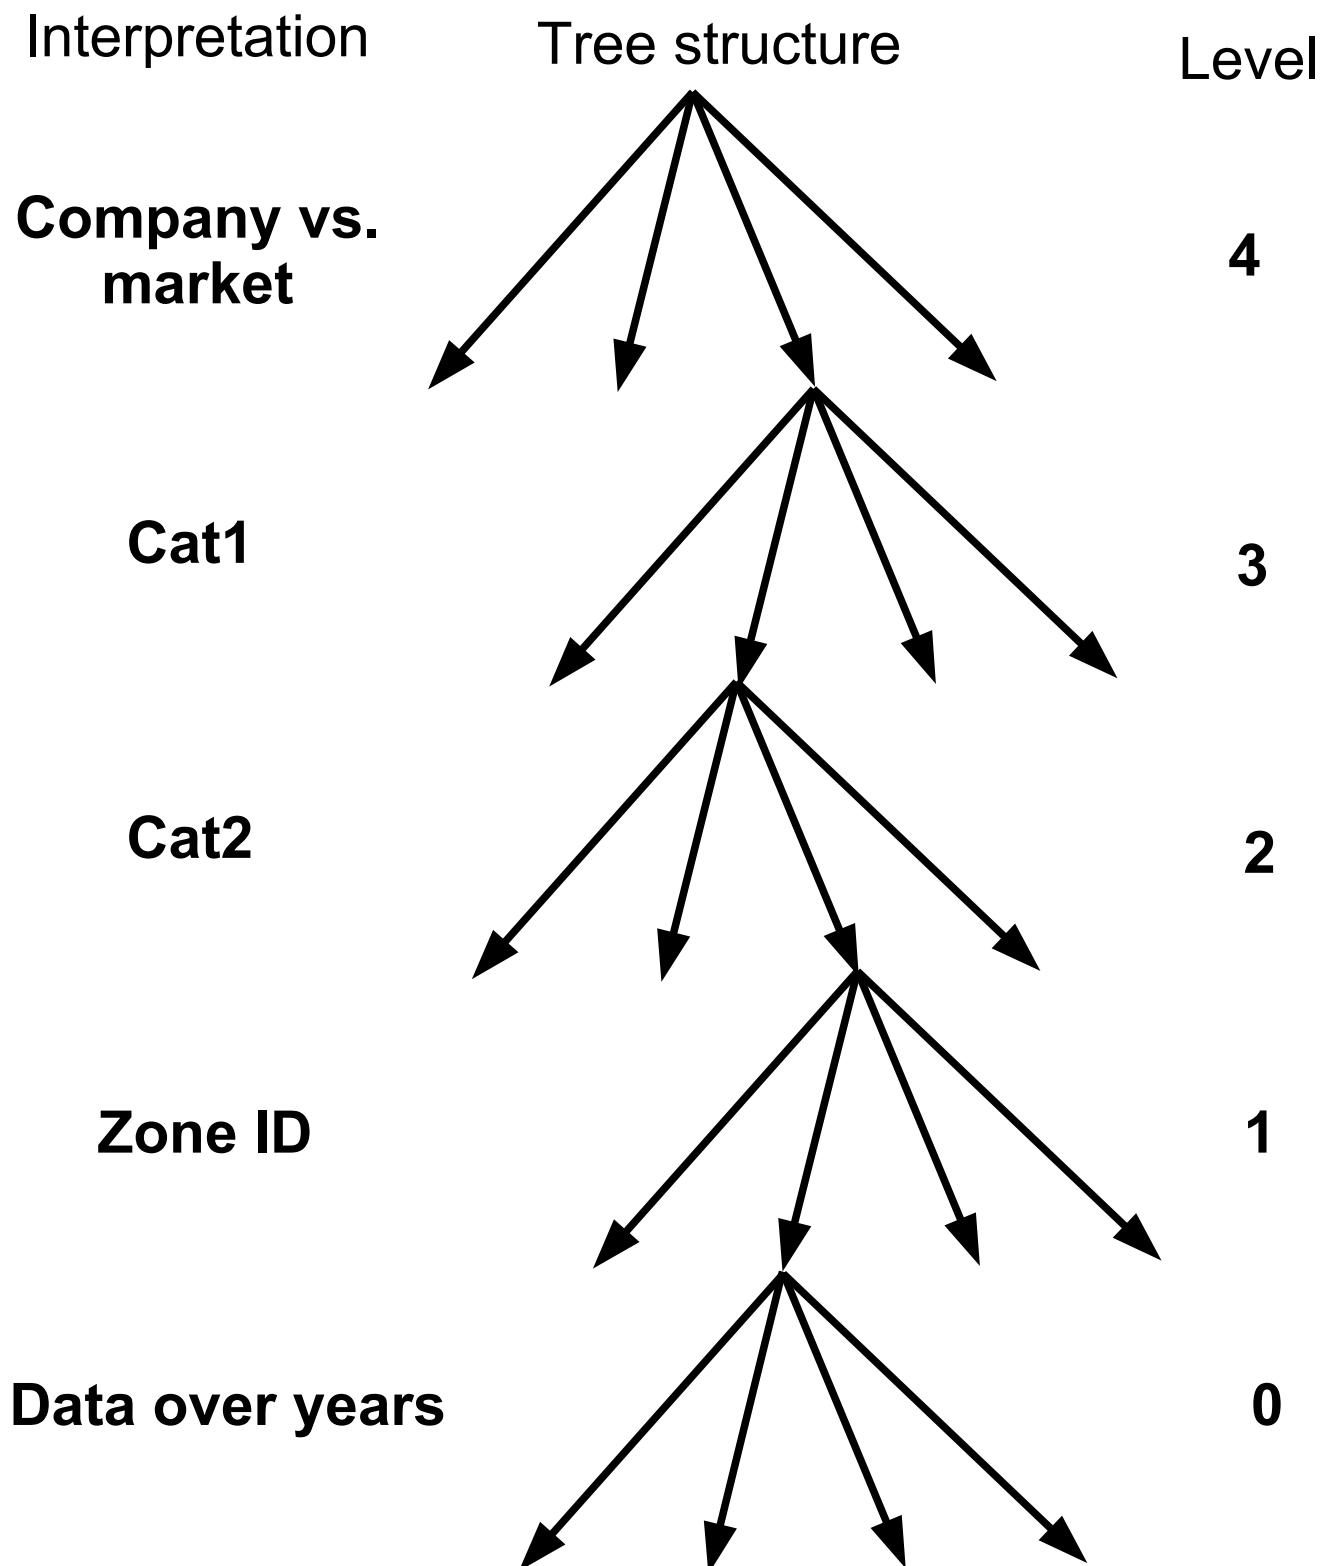 Interpretation
Tree structure
Level
Company vs.
market
4
Cat1
3
Cat2
2
Zone ID
1
Data over years
0